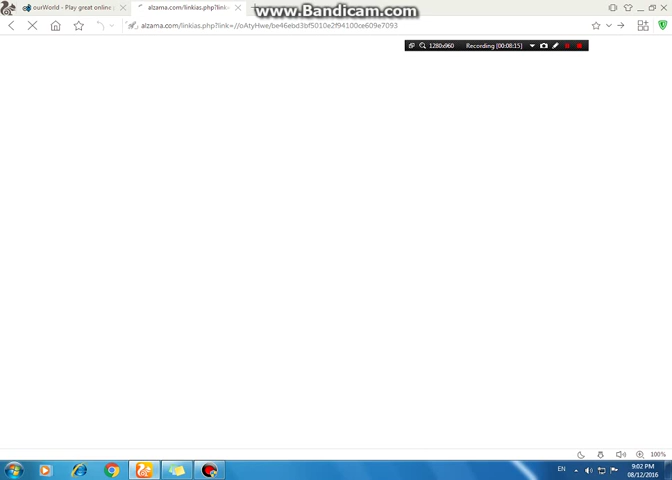 ourWorld - Play great online
alzama.com/linkias.php?link=
www.Bandicam.com
alzama.com/linkias.php?link=//oAtyHwe/be46ebd3bf5010e2f94100ce609e7093
1280x960 Recording [00:08:15]
100%
EN
9:02 PM
08/12/2016